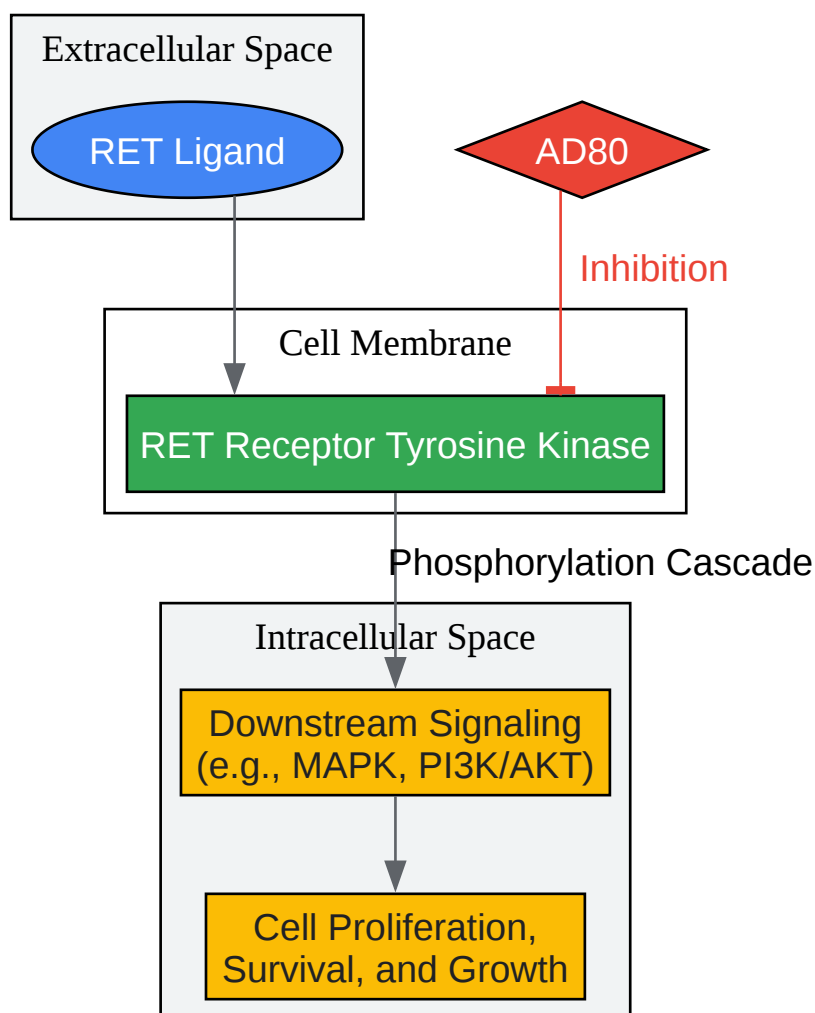 Extracellular Space
RET Ligand
AD80
Inhibition
Cell Membrane
RET Receptor Tyrosine Kinase
Phosphorylation Cascade
Intracellular Space
Downstream Signaling
(e.g., MAPK, PI3K/AKT)
Cell Proliferation,
Survival, and Growth